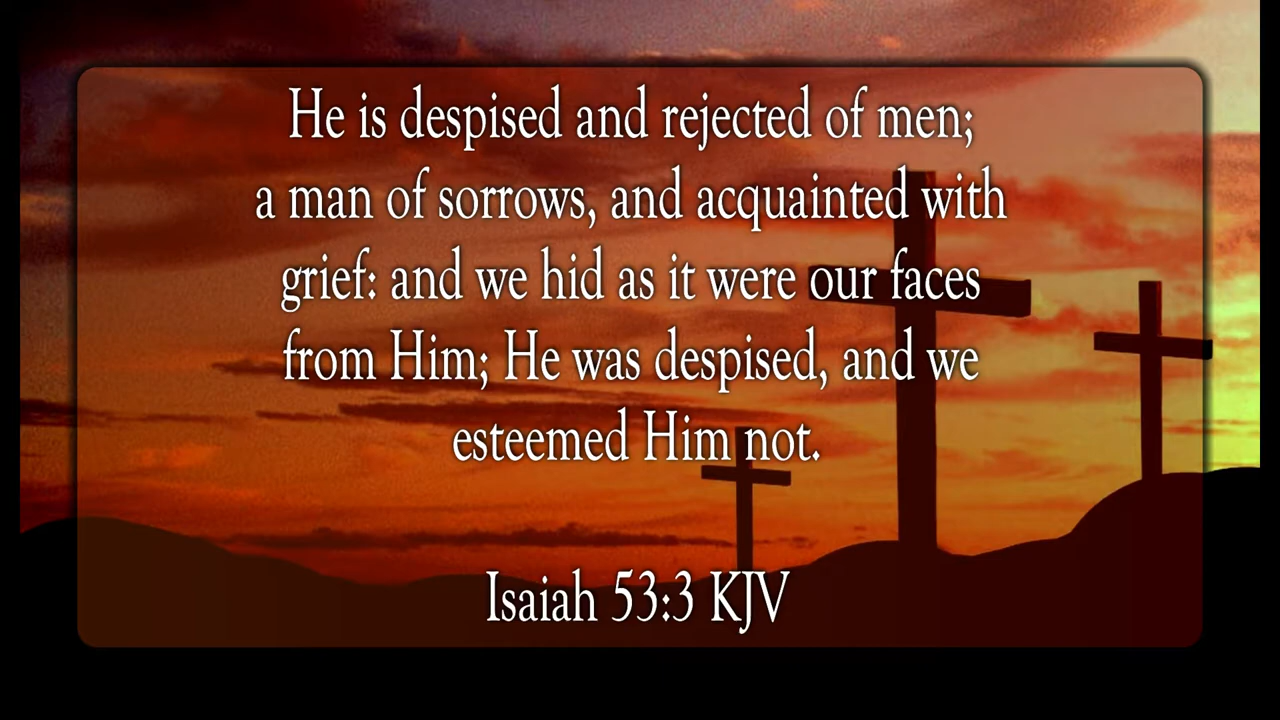 He is despised and rejected of men;
a man of sorrows, and acquainted with
grief: and we hid as it were our faces
from Him; He was despised, and we
esteemed Him not.
Isaiah 53:3 KJV